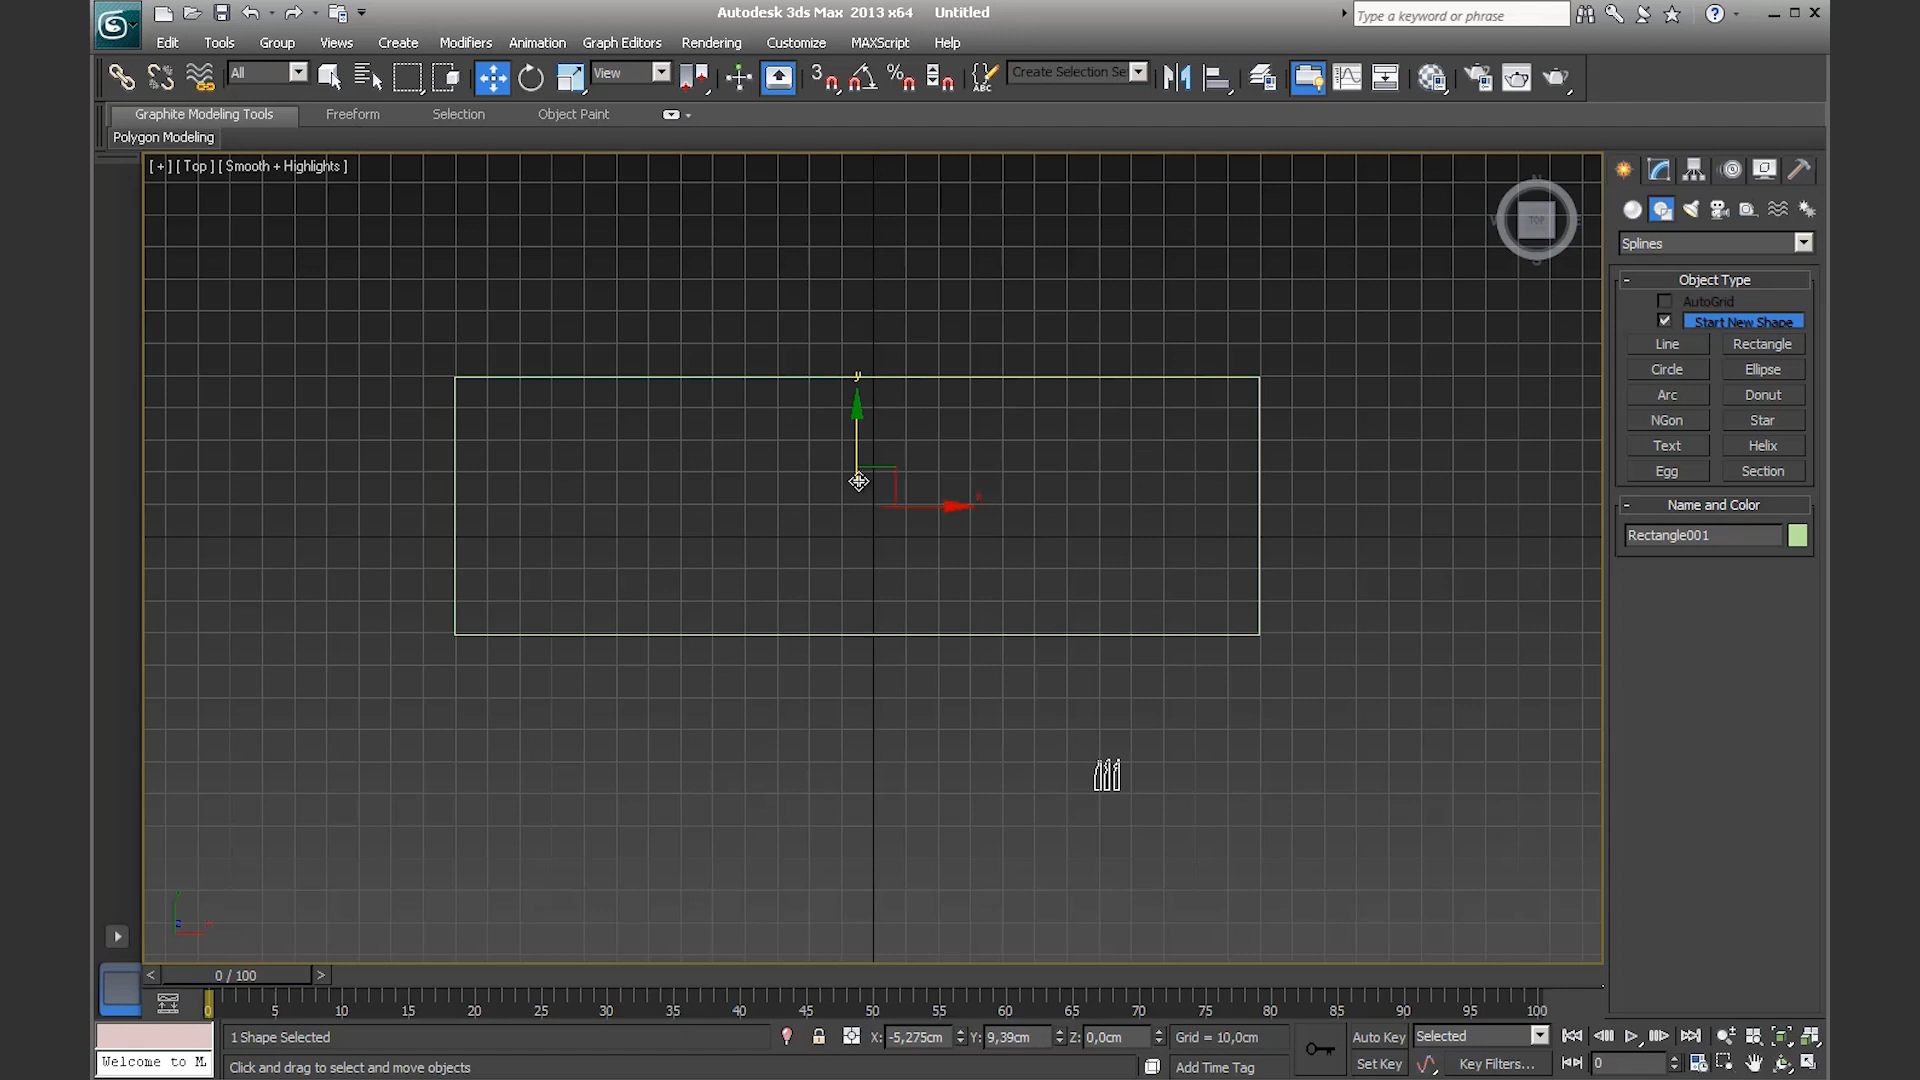 Autodesk 3ds Max 2013 x64 Untitled
Type a keyword or phrase
Edit Tools Group Views Create Modifiers Animation Graph Editors Rendering Customize MAXScript Help
All
View
3
%
ABC
Create Selection Se
Graphite Modeling Tools Freeform Selection Object Paint
Polygon Modeling
[ + ] [ Top ] [ Smooth + Highlights ]
TOP
Splines
- Object Type
AutoGrid
Start New Shape
Line Rectangle
Circle Ellipse
Arc Donut
NGon Star
Text Helix
Egg Section
- Name and Color
Rectangle001
y
x
z
< 0 / 100 >
0 5 10 15 20 25 30 35 40 45 50 55 60 65 70 75 80 85 90 95 100
1 Shape Selected
X: -5,275cm Y: 9,39cm Z: 0,0cm
Grid = 10,0cm
Auto Key Selected
Welcome to M
Click and drag to select and move objects
Add Time Tag
Set Key Key Filters...
0